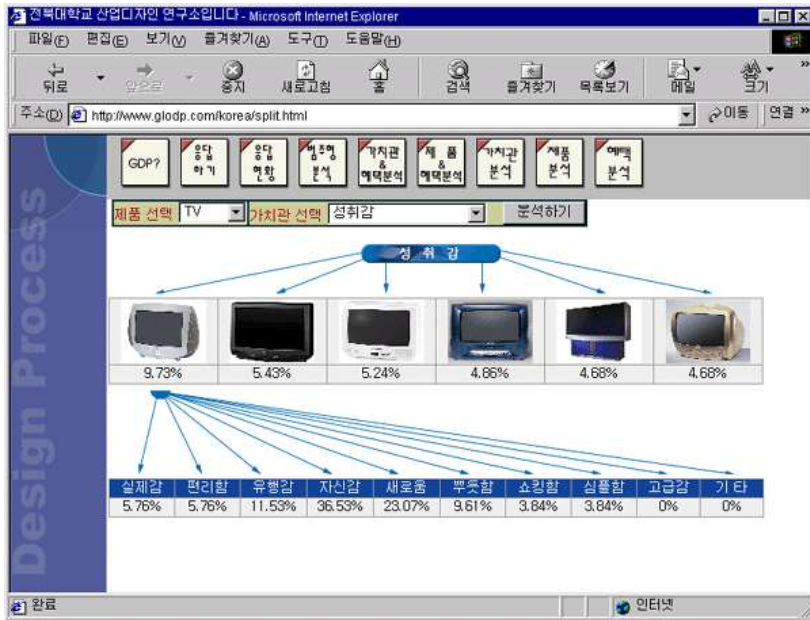 전북대학교 산업디자인 연구소입니다 - Microsoft Internet Explorer
파일(F) 편집(E) 보기(V) 즐겨찾기(A) 도구(T) 도움말(H)
뒤로 앞으로 중지 새로고침 홈 검색 즐겨찾기 목록보기 메일 크기 »
주소(D) http://www.glodp.com/korea/split.html 이동 연결 »
GDP? 응답하기 응답현황 범주형분석 가치관&혜택분석 제품&혜택분석 가치관분석 제품분석 혜택분석
제품 선택 TV 가치관 선택 성취감 분석하기
성 취 감
9.73% 5.43% 5.24% 4.86% 4.68% 4.68%
실제감 편리함 유행감 자신감 새로움 뿌듯함 쇼킹함 심플함 고급감 기 타
5.76% 5.76% 11.53% 36.53% 23.07% 9.61% 3.84% 3.84% 0% 0%
Design Process
완료 인터넷